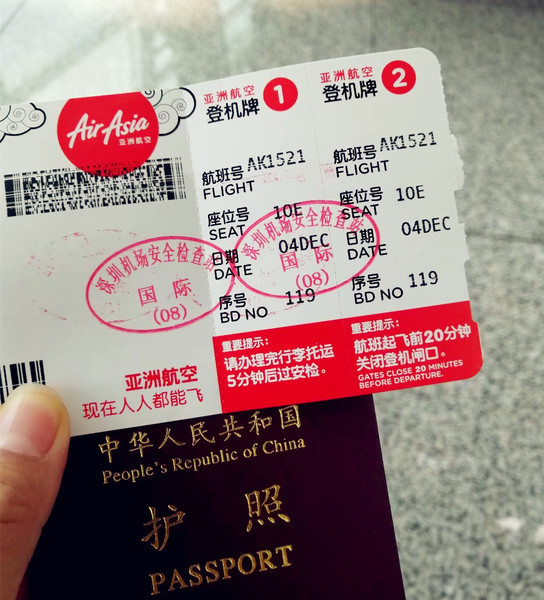 AirAsia
亚洲航空
深圳机场安全检查站
国际
(08)
亚洲航空
现在人人都能飞
亚洲航空
登机牌 1
航班号 AK1521
FLIGHT
座位号 10E
SEAT
日期 04DEC
DATE
序号 119
BD NO
深圳机场安全检查站
国际
(08)
重要提示:
请办理完行李托运
5分钟后过安检。
亚洲航空
登机牌 2
航班号 AK1521
FLIGHT
座位号 10E
SEAT
日期 04DEC
DATE
序号 119
BD NO
重要提示:
航班起飞前20分钟
关闭登机闸口。
GATES CLOSE 20 MINUTES
BEFORE DEPARTURE.
中华人民共和国
People's Republic of China
护照
PASSPORT